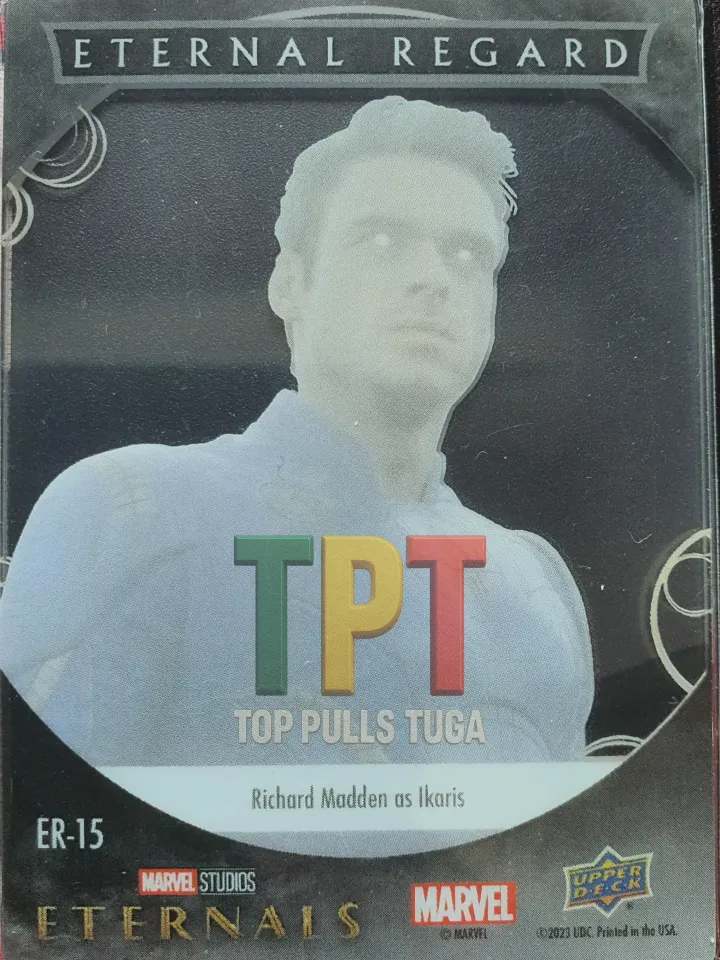 ETERNAL REGARD
TPT
TOP PULLS TUGA
Richard Madden as Ikaris
ER-15
MARVEL STUDIOS
ETERNALS
MARVEL
© MARVEL
UPPER
DECK
®
©2023 UDC. Printed in the USA.